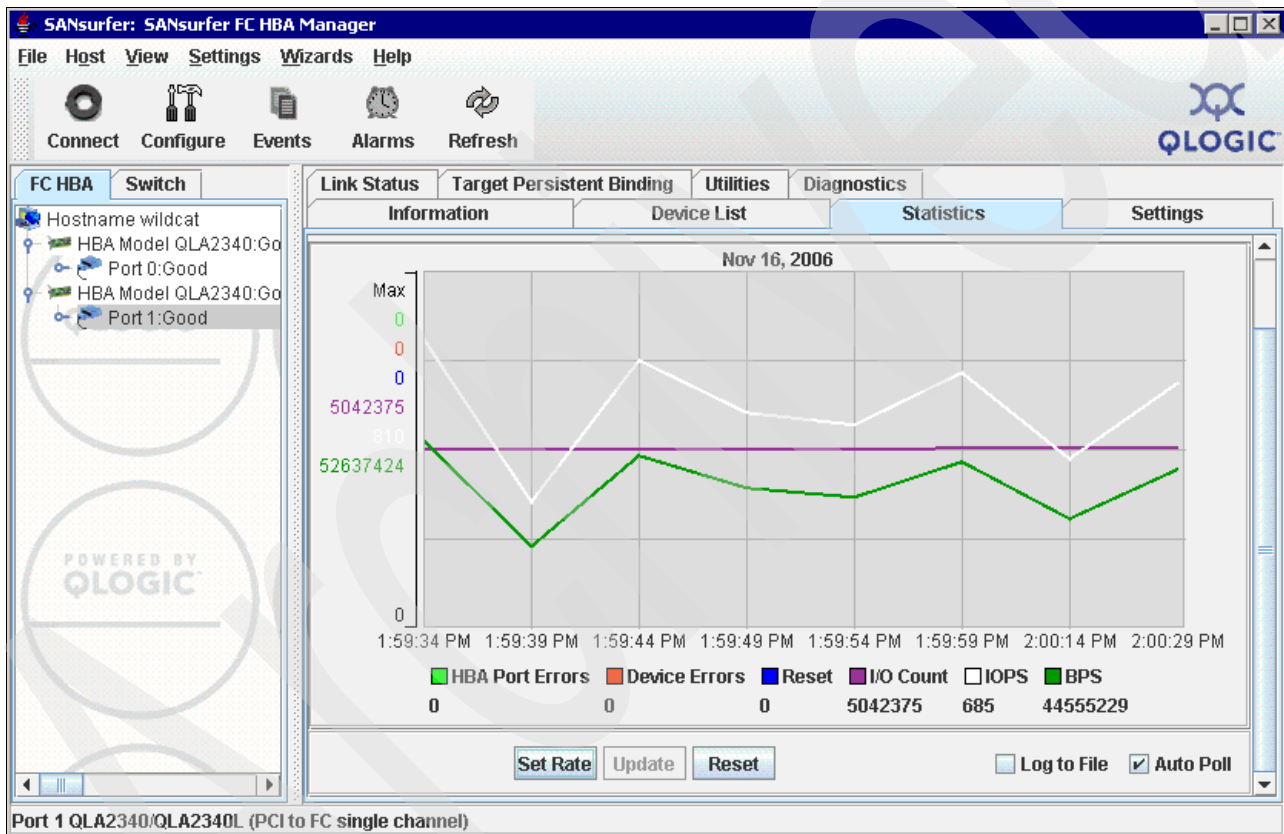 SANsurfer: SANsurfer FC HBA Manager
File Host View Settings Wizards Help
Connect Configure Events Alarms Refresh
QLOGIC
FC HBA Switch
Hostname wildcat
HBA Model QLA2340:Go
Port 0:Good
HBA Model QLA2340:Go
Port 1:Good
POWERED BY
QLOGIC
Link Status Target Persistent Binding Utilities Diagnostics
Information Device List Statistics Settings
Nov 16, 2006
Max
0
0
0
5042375
810
52637424
0
1:59:34 PM 1:59:39 PM 1:59:44 PM 1:59:49 PM 1:59:54 PM 1:59:59 PM 2:00:14 PM 2:00:29 PM
HBA Port Errors Device Errors Reset I/O Count IOPS BPS
0 0 0 5042375 685 44555229
Set Rate Update Reset Log to File Auto Poll
Port 1 QLA2340/QLA2340L (PCI to FC single channel)